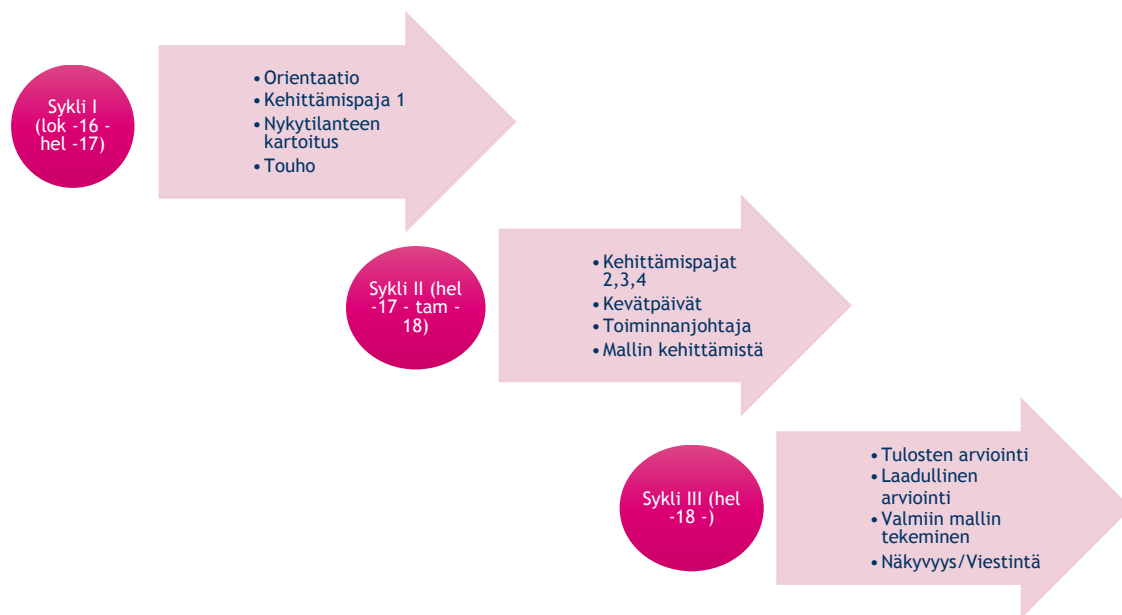 Sykli I
(lok -16 -
hel -17)
• Orientaatio
• Kehittämispaja 1
• Nykytilanteen
kartoitus
• Touho
Sykli II (hel
-17 - tam -
18)
• Kehittämispajat
2,3,4
• Kevätpäivät
• Toiminnanjohtaja
• Mallin kehittämistä
Sykli III (hel
-18 -)
• Tulosten arviointi
• Laadullinen
arviointi
• Valmiin mallin
tekeminen
• Näkyvyys/Viestintä